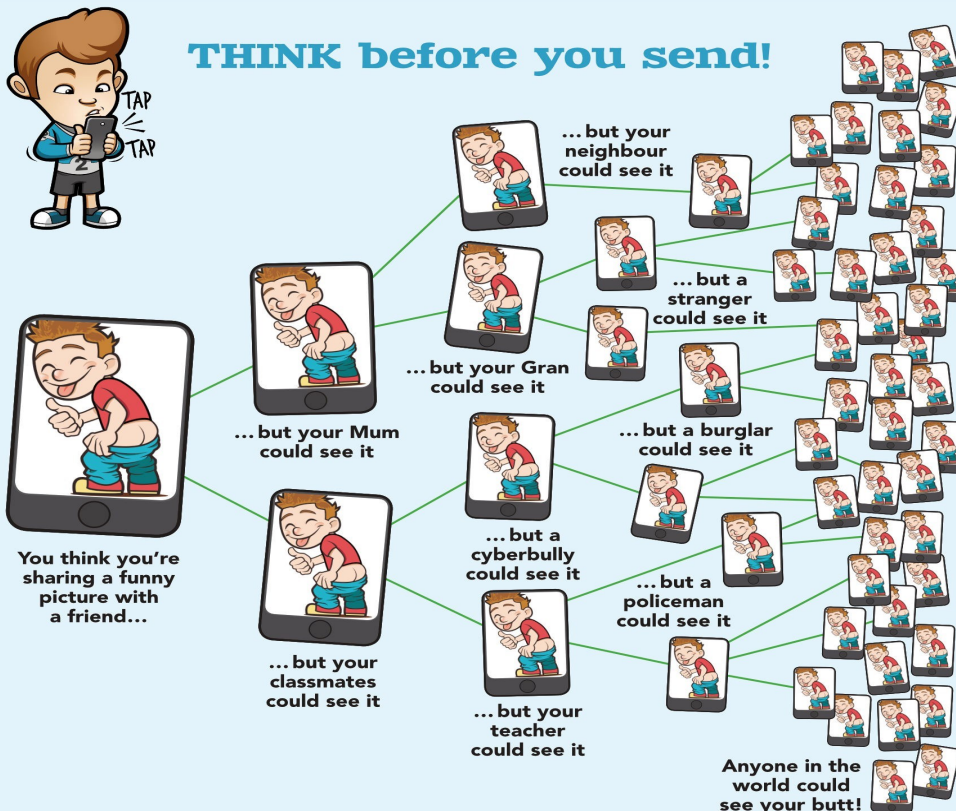 THINK before you send!
TAP
TAP
2
...but your
neighbour
could see it
...but a
stranger
could see it
...but your Gran
could see it
...but your Mum
could see it
...but a burglar
could see it
You think you're
sharing a funny
picture with
a friend...
...but a
cyberbully
could see it
...but a
policeman
could see it
...but your
classmates
could see it
...but your
teacher
could see it
Anyone in the
world could
see your butt!